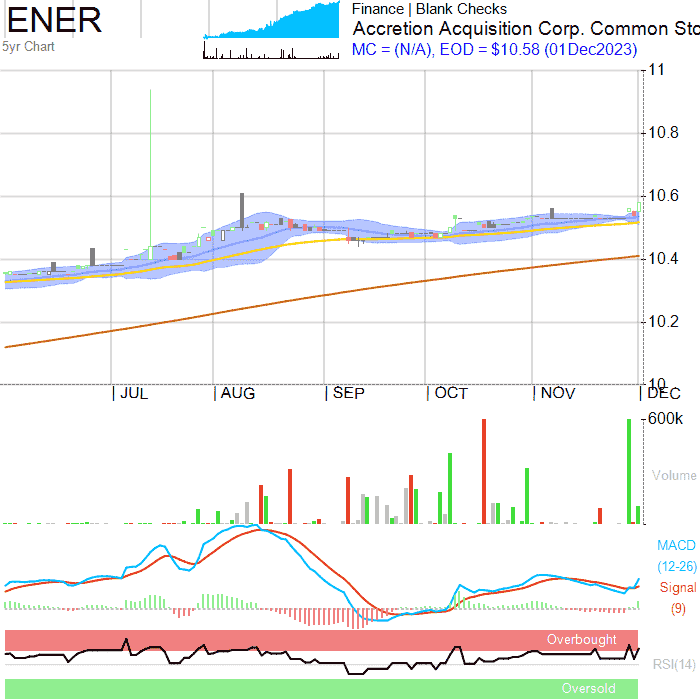 ENER
5yr Chart
Finance | Blank Checks
Accretion Acquisition Corp. Common Sto
MC = (N/A), EOD = $10.58 (01Dec2023)
11
10.8
10.6
10.4
10.2
10
JUL AUG SEP OCT NOV DEC
600k
Volume
MACD
(12-26)
Signal
(9)
Overbought
RSI(14)
Oversold